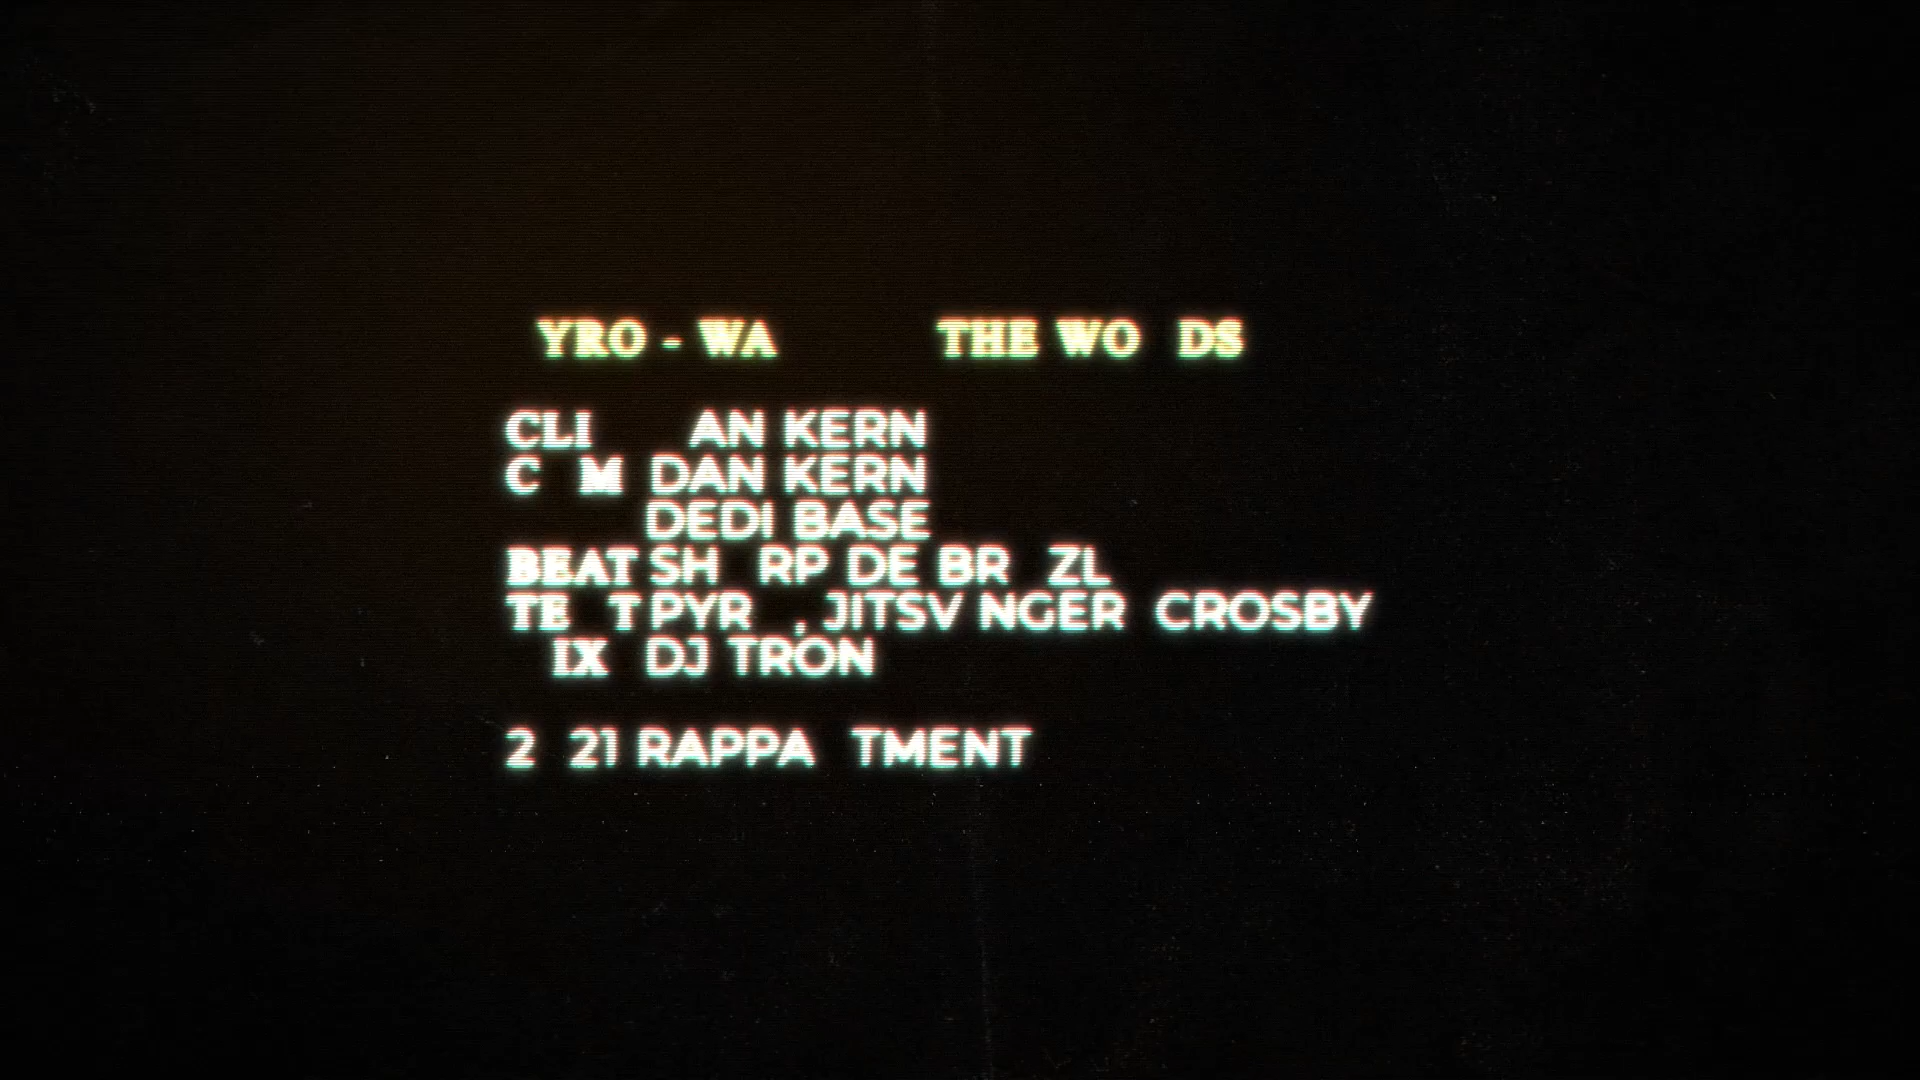 YRO - WA THE WO DS
CLI AN KERN
C M DAN KERN
DEDI BASE
BEAT SH RP DE BR ZL
TE T PYR , JITSV NGER CROSBY
IX DJ TRON
2 21 RAPPA TMENT